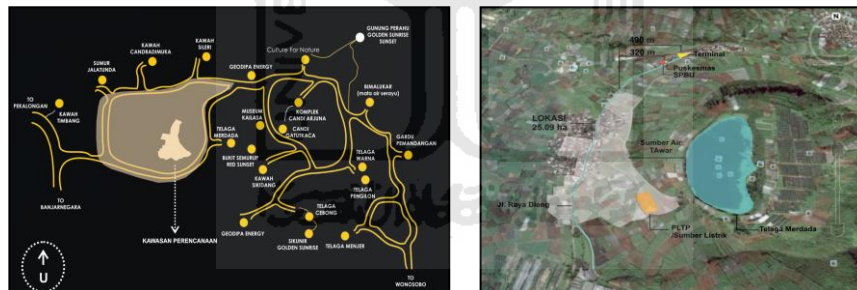 GUNUNG PERAHU
GOLDEN SUNRISE
SUNSET
KAWAH
SILERI
KAWAH
CANDRADIMUKA
Culture For Nature
SUMUR
JALATUNDA
GEODIPA ENERGY
BIMALUKAR
(mata air serayu)
TO
PEKALONGAN
KAWAH
TIMBANG
MUSEUM
KAILASA
KOMPLEK
CANDI ARJUNA
TELAGA
MERDADA
CANDI
GATUTKACA
GARDU
PEMANDANGAN
BUKIT SEMURUP
RED SUNSET
TELAGA
WARNA
KAWAH
SIKIDANG
TELAGA
PENGILON
TO
BANJARNEGARA
TELAGA
CEBONG
KAWASAN PERENCANAAN
GEODIPA ENERGY
SIKUNIR
GOLDEN SUNRISE
TELAGA MENJER
U
TO
WONOSOBO
N
490 m
320 m
Terminal
Puskesmas
SPBU
LOKASI
25.09 ha
Sumber Air
TAwar
Jl. Raya Dieng
PLTP
/Sumber Listrik
Telaga
Merdada